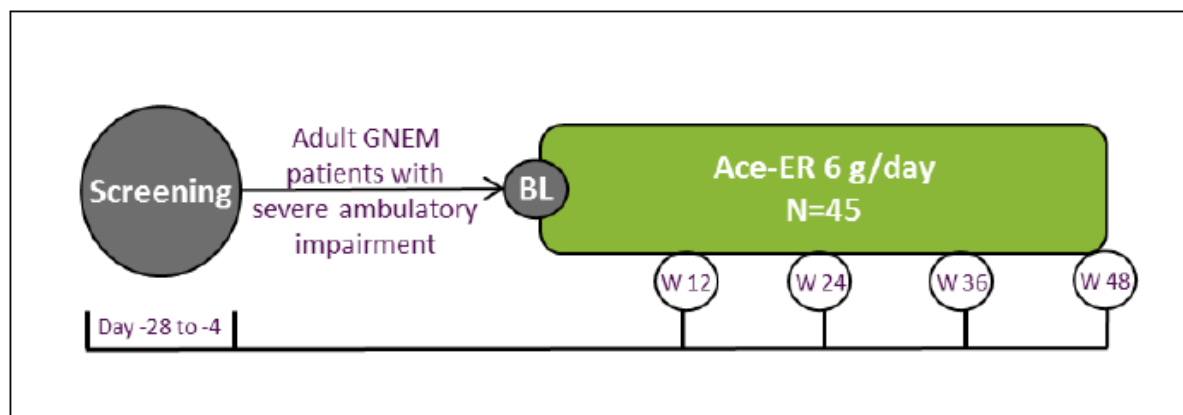 Screening
Adult GNEM
patients with
severe ambulatory
impairment
BL
Ace-ER 6 g/day
N=45
W 12
W 24
W 36
W 48
Day -28 to -4